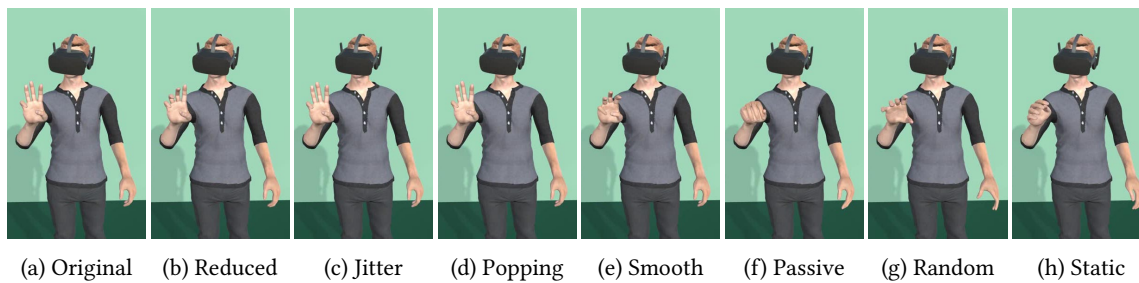 (a) Original (b) Reduced (c) Jitter (d) Popping (e) Smooth (f) Passive (g) Random (h) Static